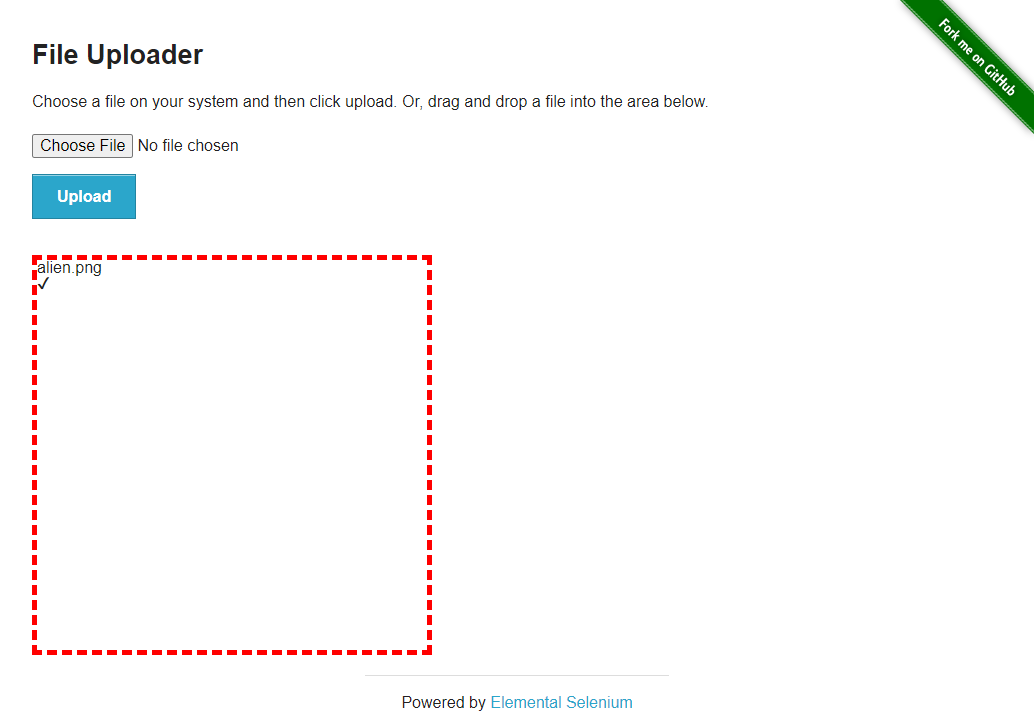 Fork me on GitHub
File Uploader
Choose a file on your system and then click upload. Or, drag and drop a file into the area below.
Choose File No file chosen
Upload
alien.png
✓
Powered by Elemental Selenium